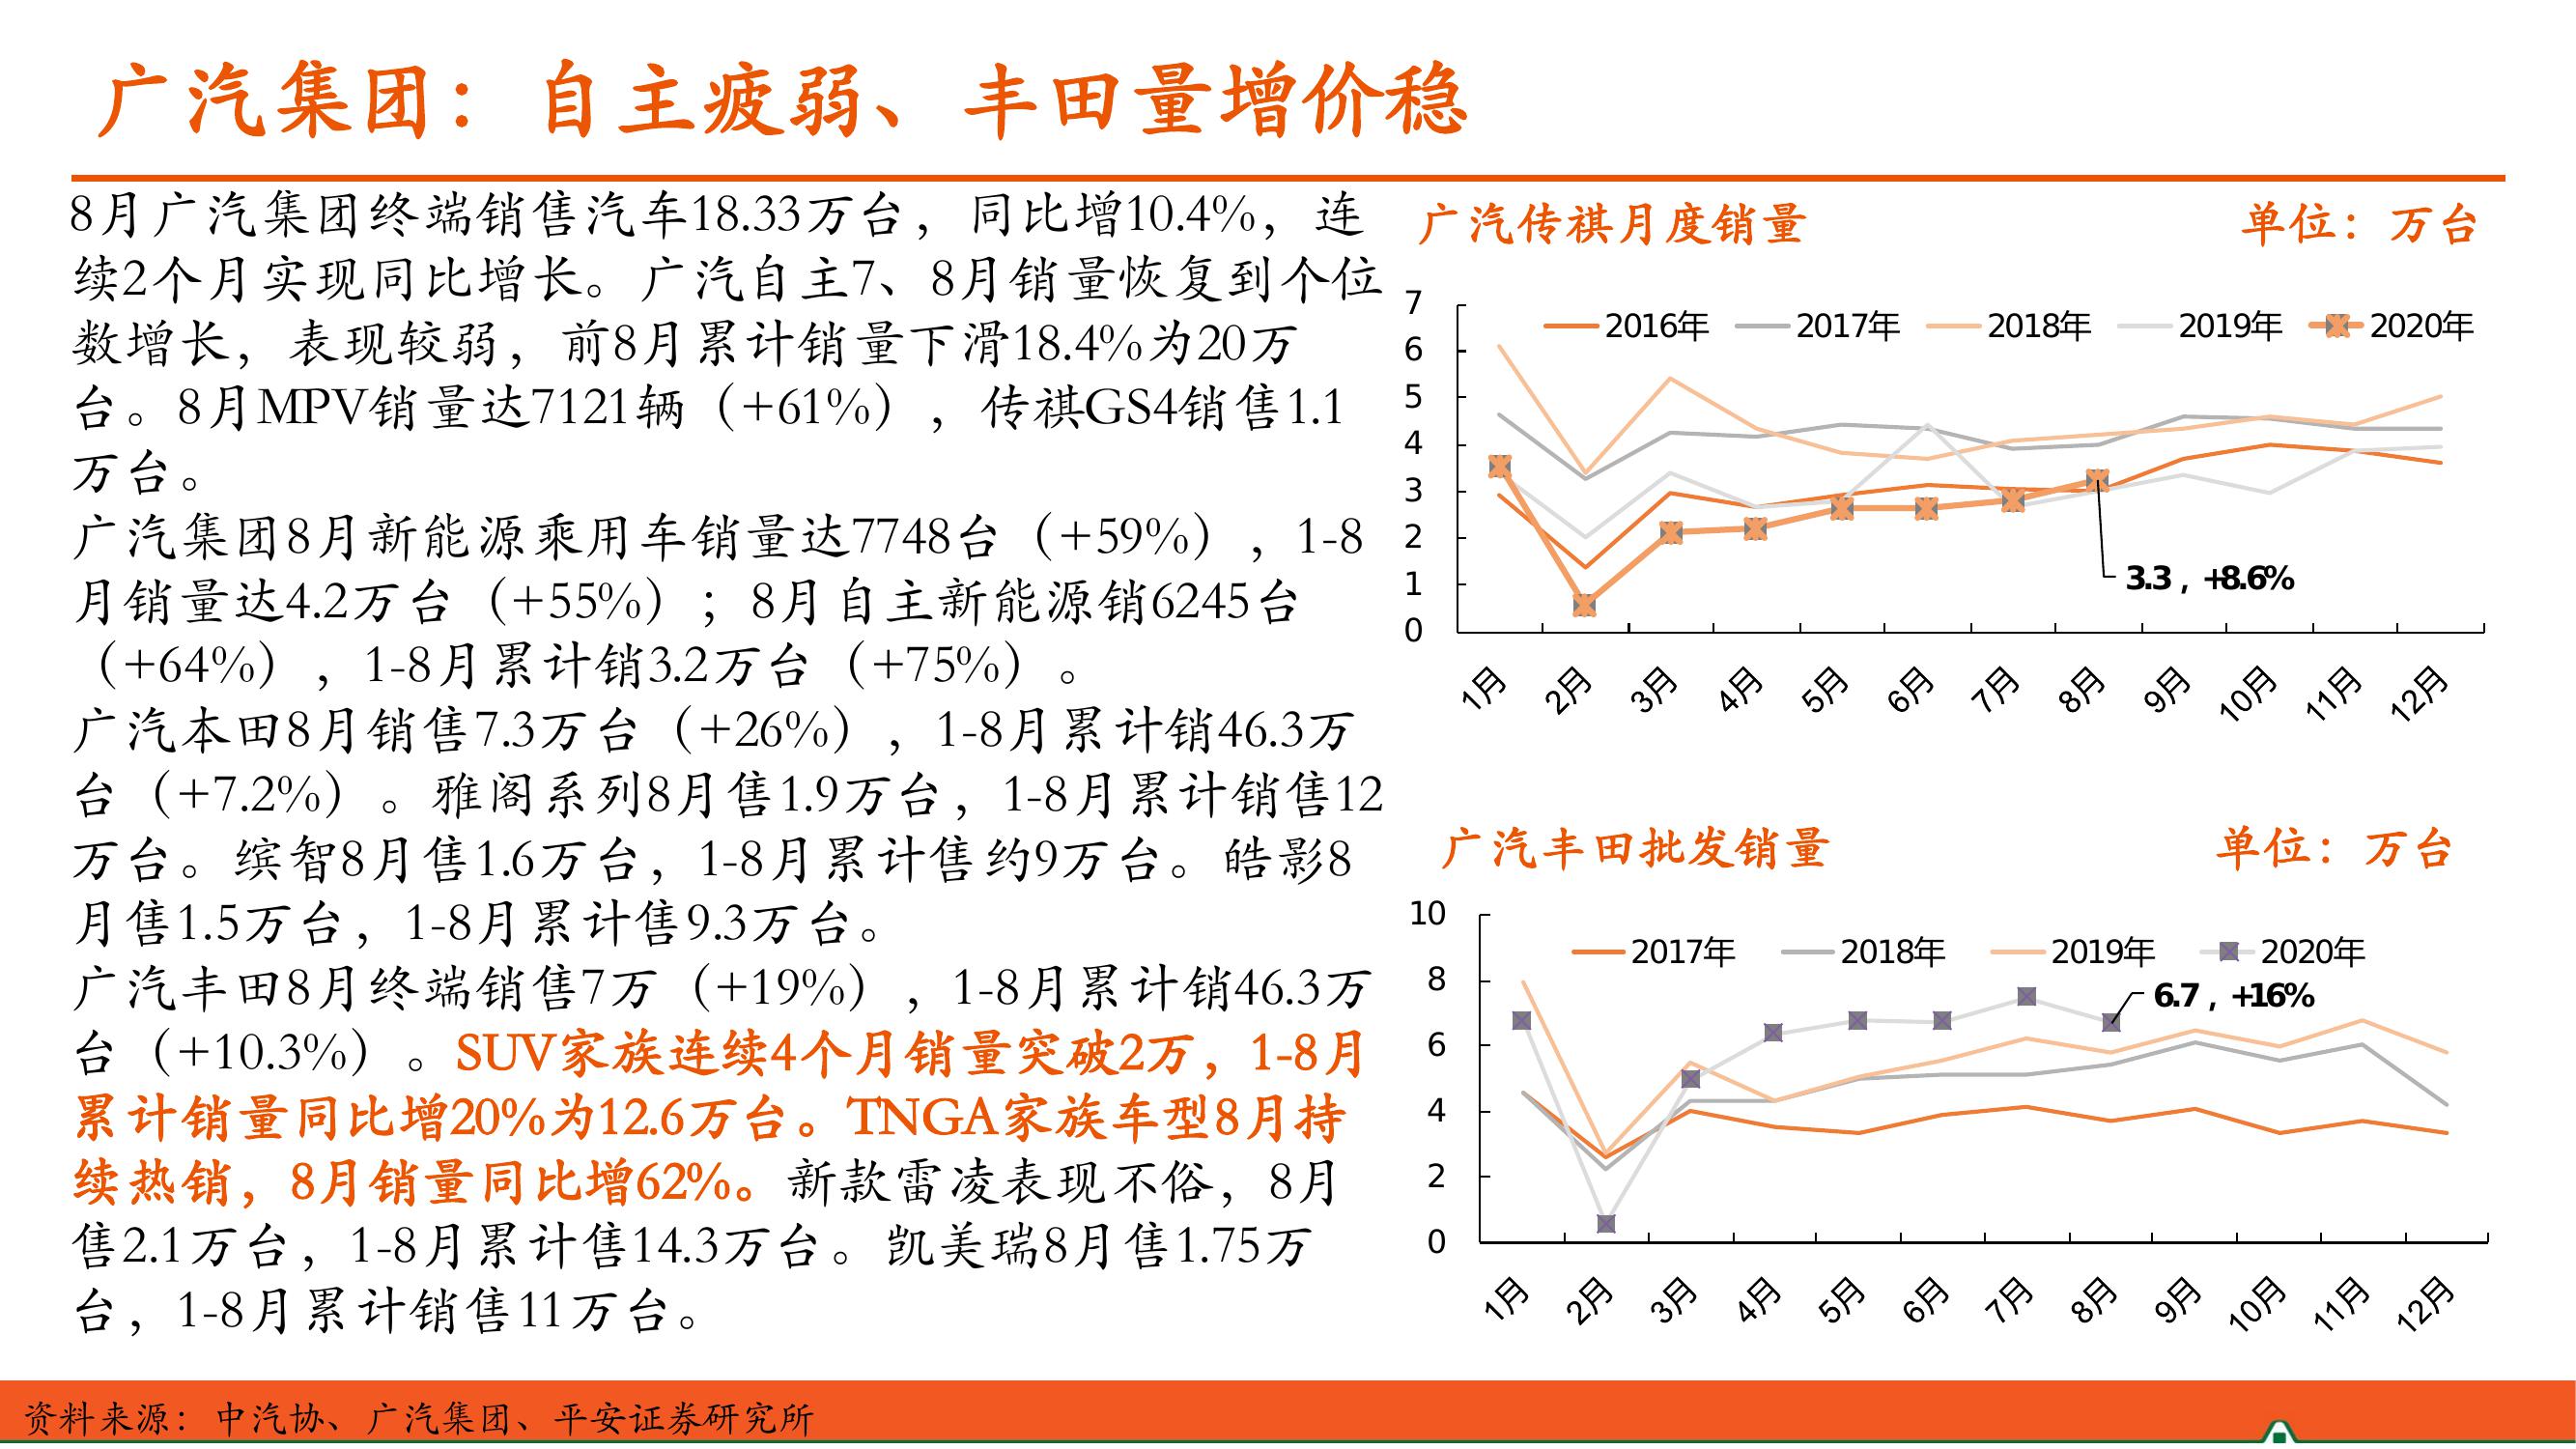 广汽集团：自主疲弱、丰田量增价稳
8月广汽集团终端销售汽车18.33万台，同比增10.4%，连
续2个月实现同比增长。广汽自主7、8月销量恢复到个位
数增长，表现较弱，前8月累计销量下滑18.4%为20万
台。8月MPV销量达7121辆（+61%），传祺GS4销售1.1
万台。
广汽集团8月新能源乘用车销量达7748台（+59%），1-8
月销量达4.2万台（+55%）；8月自主新能源销6245台
（+64%），1-8月累计销3.2万台（+75%）。
广汽本田8月销售7.3万台（+26%），1-8月累计销46.3万
台（+7.2%）。雅阁系列8月售1.9万台，1-8月累计销售12
万台。缤智8月售1.6万台，1-8月累计售约9万台。皓影8
月售1.5万台，1-8月累计售9.3万台。
广汽丰田8月终端销售7万（+19%），1-8月累计销46.3万
台（+10.3%）。SUV家族连续4个月销量突破2万，1-8月
累计销量同比增20%为12.6万台。TNGA家族车型8月持
续热销，8月销量同比增62%。新款雷凌表现不俗，8月
售2.1万台，1-8月累计售14.3万台。凯美瑞8月售1.75万
台，1-8月累计销售11万台。
广汽传祺月度销量 单位：万台
7
6
5
4
3
2
1
0
2016年 2017年 2018年 2019年 2020年
3.3，+8.6%
1月 2月 3月 4月 5月 6月 7月 8月 9月 10月 11月 12月
广汽丰田批发销量 单位：万台
10
8
6
4
2
0
2017年 2018年 2019年 2020年
6.7，+16%
1月 2月 3月 4月 5月 6月 7月 8月 9月 10月 11月 12月
资料来源：中汽协、广汽集团、平安证券研究所